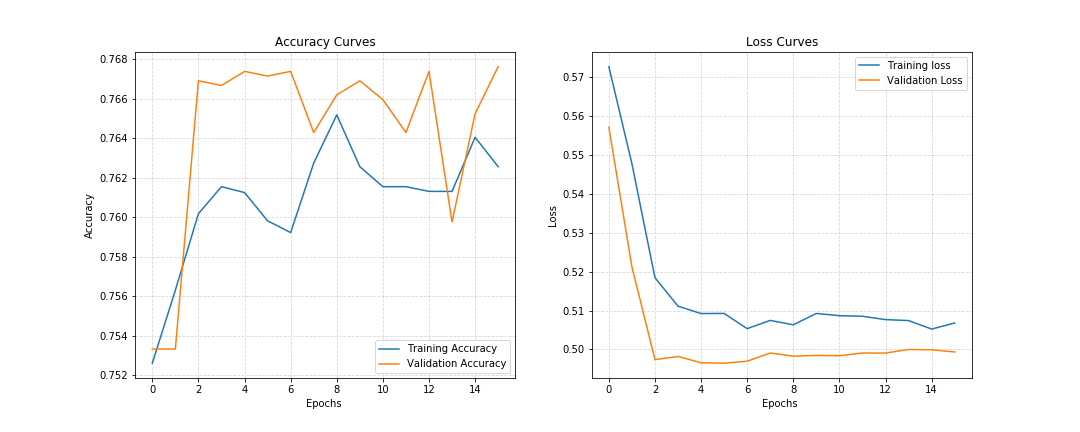 Accuracy Curves
0.768
0.766
0.764
0.762
0.760
0.758
0.756
0.754
0.752
Accuracy
0 2 4 6 8 10 12 14
Epochs
Training Accuracy
Validation Accuracy
Loss Curves
0.57
0.56
0.55
0.54
0.53
0.52
0.51
0.50
Loss
0 2 4 6 8 10 12 14
Epochs
Training loss
Validation Loss